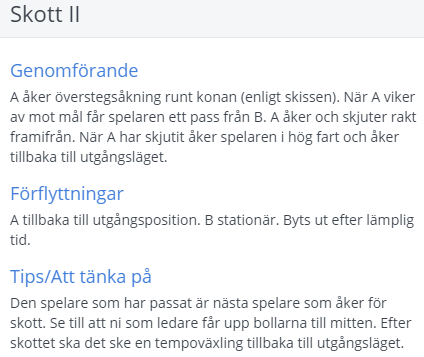 Skott II
Genomförande
A åker överstegsåkning runt konan (enligt skissen). När A viker
av mot mål får spelaren ett pass från B. A åker och skjuter rakt
framifrån. När A har skjutit åker spelaren i hög fart och åker
tillbaka till utgångsläget.
Förflyttningar
A tillbaka till utgångsposition. B stationär. Byts ut efter lämplig
tid.
Tips/Att tänka på
Den spelare som har passat är nästa spelare som åker för
skott. Se till att ni som ledare får upp bollarna till mitten. Efter
skottet ska det ske en tempoväxling tillbaka till utgångsläget.